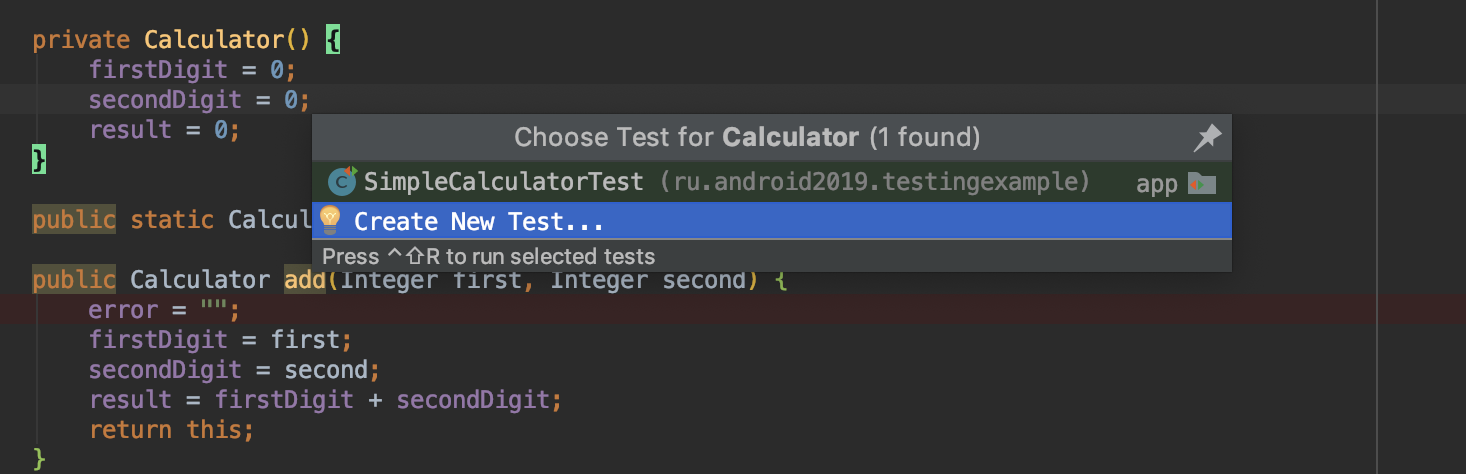 private Calculator() {
    firstDigit = 0;
    secondDigit = 0;
    result = 0;
}
Choose Test for Calculator (1 found)
SimpleCalculatorTest (ru.android2019.testingexample) app
public static Calcul
Create New Test...
Press ^⇧R to run selected tests
public Calculator add(Integer first, Integer second) {
    error = "";
    firstDigit = first;
    secondDigit = second;
    result = firstDigit + secondDigit;
    return this;
}